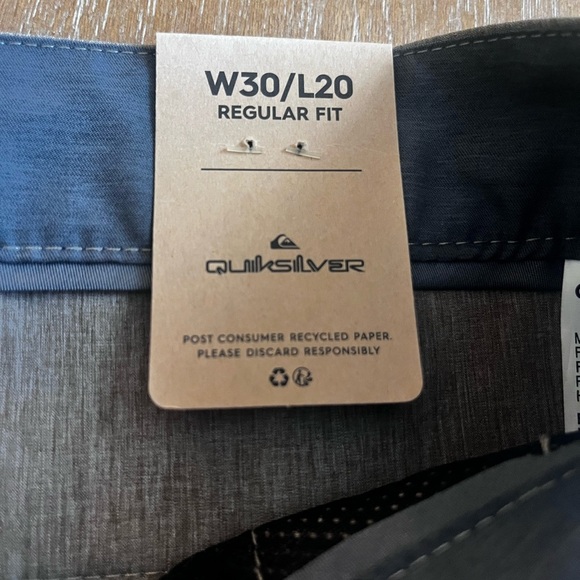 W30/L20
REGULAR FIT
QUIKSILVER
POST CONSUMER RECYCLED PAPER.
PLEASE DISCARD RESPONSIBLY